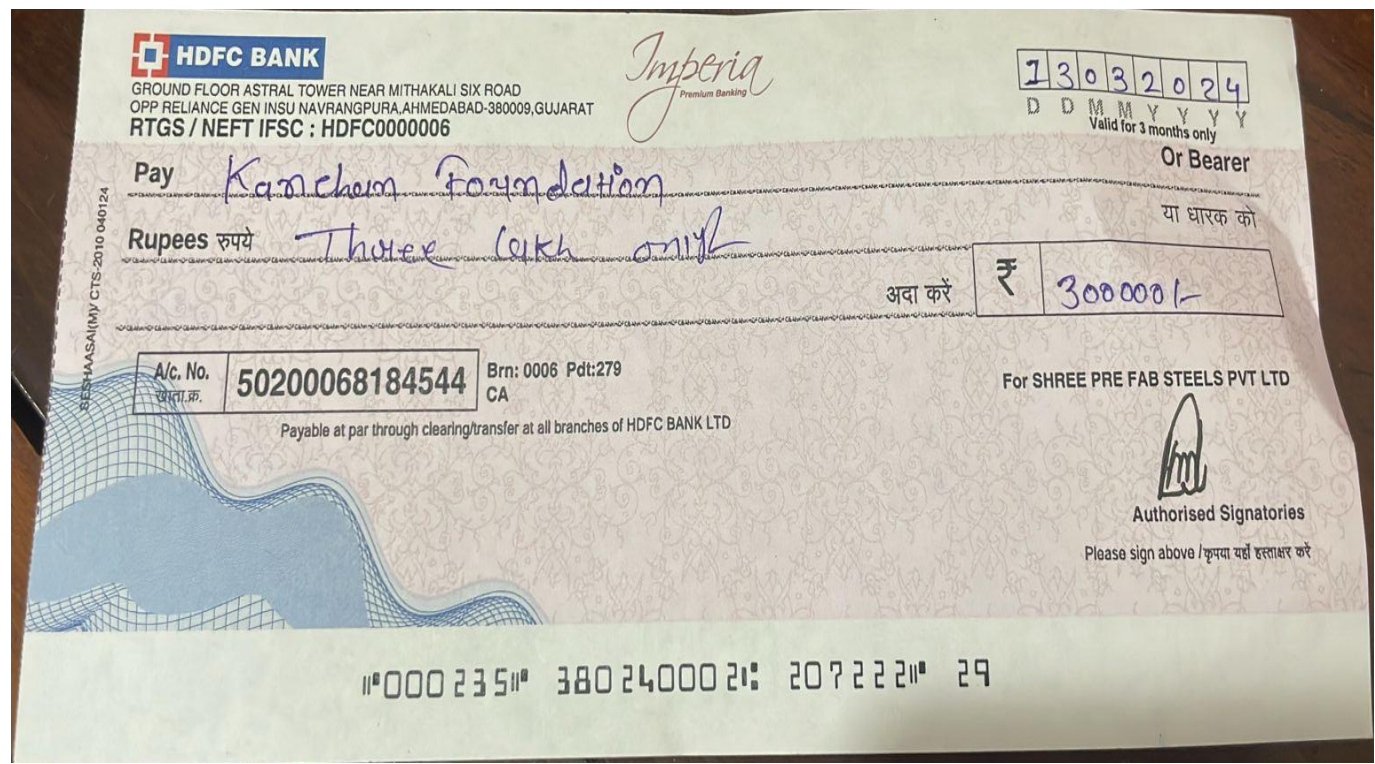 HDFC BANK
Imperia
Premium Banking
GROUND FLOOR ASTRAL TOWER NEAR MITHAKALI SIX ROAD
OPP RELIANCE GEN INSU NAVRANGPURA,AHMEDABAD-380009,GUJARAT
RTGS / NEFT IFSC : HDFC0000006
13032024
D D M M Y Y Y Y
Valid for 3 months only
Pay Kanchan Foundation
Or Bearer
या धारक को
Rupees रुपये Three lakh only
अदा करें ₹ 300000/-
SESHAASAI(M)/ CTS-2010 040124
A/c. No. 50200068184544 Brn: 0006 Pdt:279
खाता.क्र. CA
Payable at par through clearing/transfer at all branches of HDFC BANK LTD
For SHREE PRE FAB STEELS PVT LTD
Authorised Signatories
Please sign above / कृपया यहाँ हस्ताक्षर करें
⑈000235⑈ 380240002⑆ 207222⑈ 29